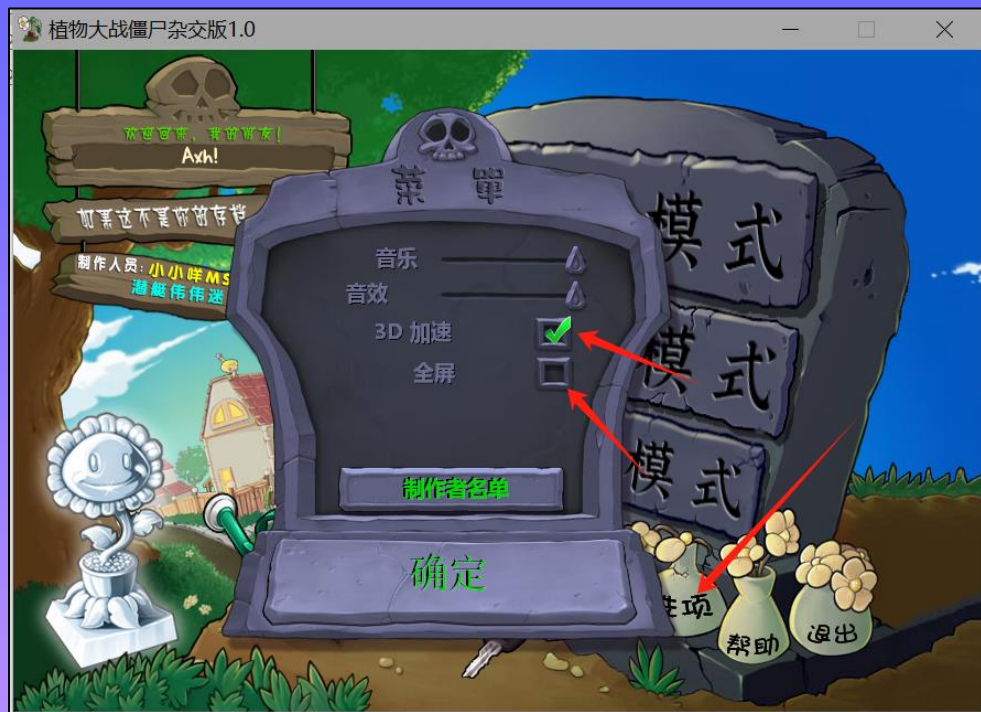 植物大战僵尸杂交版1.0
欢迎回来，我的朋友！
Axh!
如果这不是你的存档
制作人员：小小咩MS
潜艇伟伟迷
菜單
音乐
音效
3D 加速
全屏
制作者名单
确定
模式
模式
模式
选项
帮助
退出